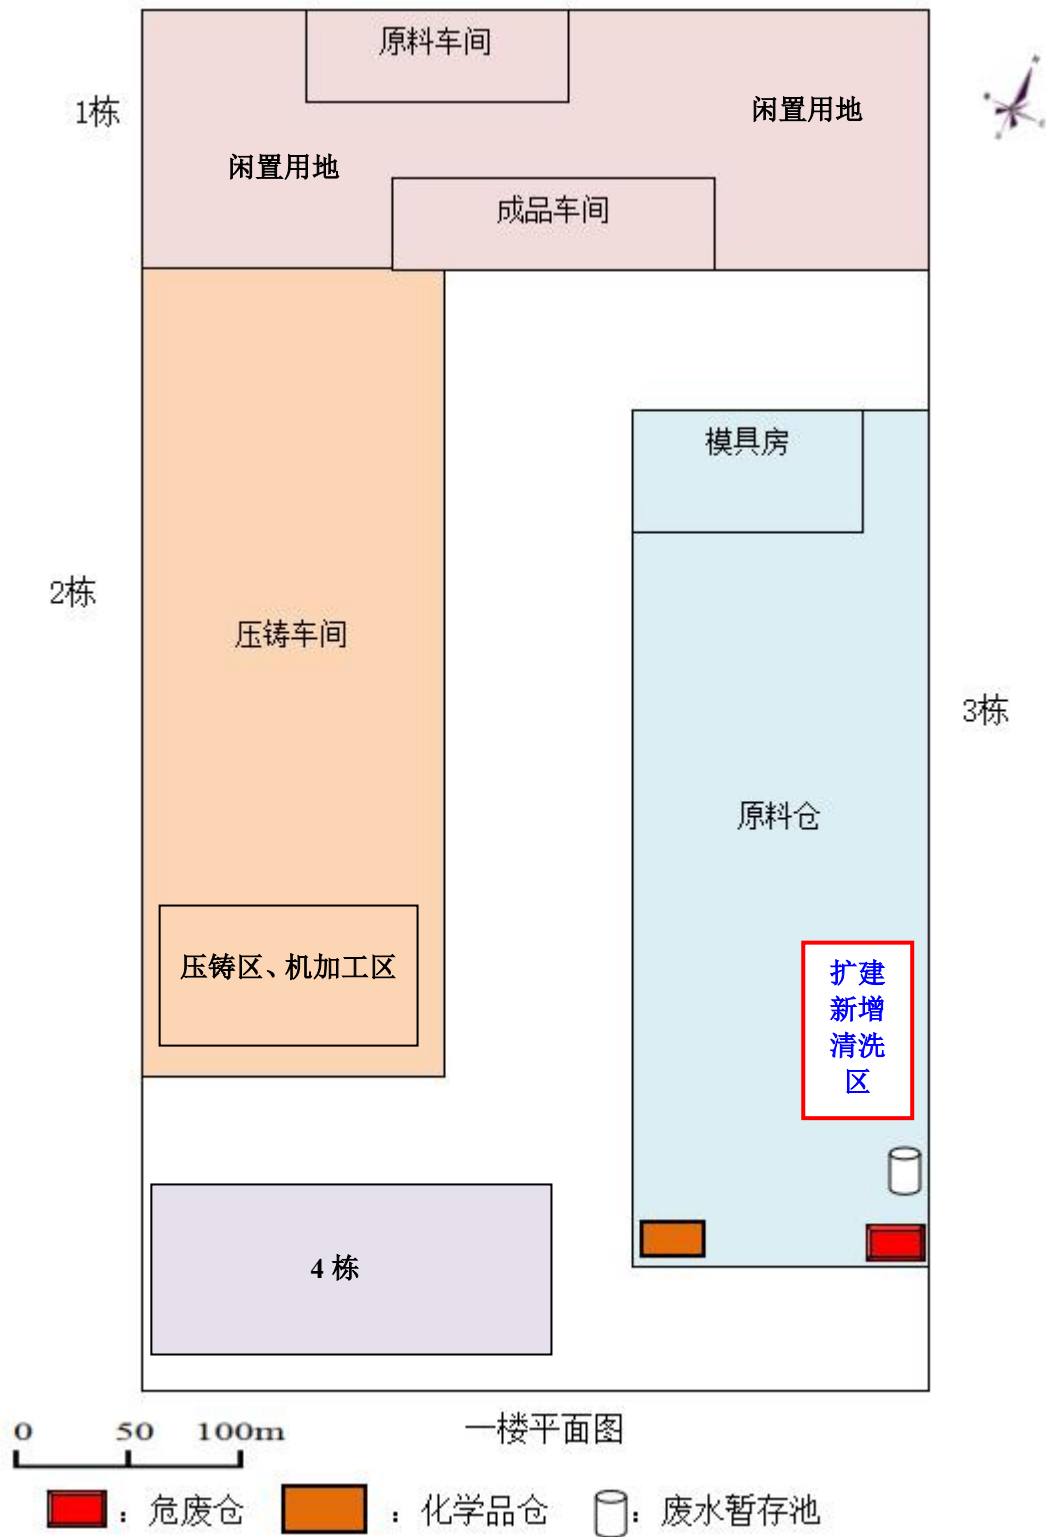 原料车间
1栋
闲置用地
闲置用地
成品车间
模具房
2栋
压铸车间
3栋
原料仓
压铸区、机加工区
扩建
新增
清洗
区
4 栋
一楼平面图
0 50 100m
：危废仓 ：化学品仓 ：废水暂存池